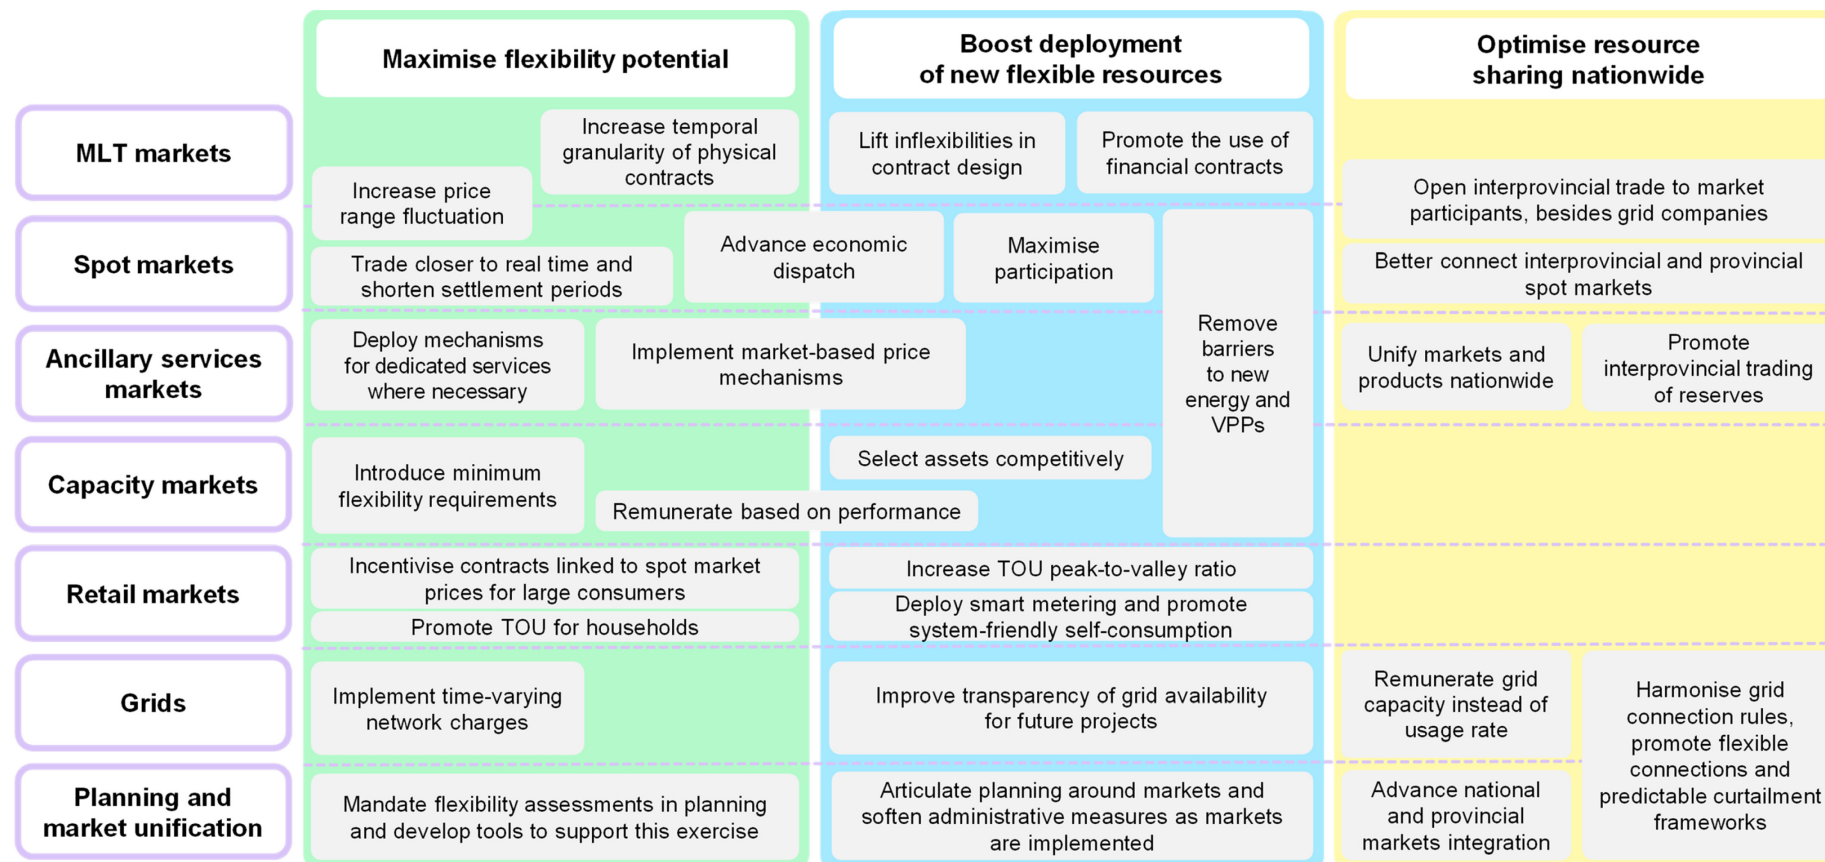 Maximise flexibility potential
Boost deployment
of new flexible resources
Optimise resource
sharing nationwide
MLT markets
Increase temporal
granularity of physical
contracts
Increase price
range fluctuation
Lift inflexibilities in
contract design
Promote the use of
financial contracts
Open interprovincial trade to market
participants, besides grid companies
Spot markets
Trade closer to real time and
shorten settlement periods
Advance economic
dispatch
Maximise
participation
Remove
barriers
to new
energy and
VPPs
Better connect interprovincial and provincial
spot markets
Ancillary services
markets
Deploy mechanisms
for dedicated services
where necessary
Implement market-based price
mechanisms
Unify markets and
products nationwide
Promote
interprovincial trading
of reserves
Capacity markets
Introduce minimum
flexibility requirements
Remunerate based on performance
Select assets competitively
Retail markets
Incentivise contracts linked to spot market
prices for large consumers
Promote TOU for households
Increase TOU peak-to-valley ratio
Deploy smart metering and promote
system-friendly self-consumption
Grids
Implement time-varying
network charges
Improve transparency of grid availability
for future projects
Remunerate grid
capacity instead of
usage rate
Harmonise grid
connection rules,
promote flexible
connections and
predictable curtailment
frameworks
Planning and
market unification
Mandate flexibility assessments in planning
and develop tools to support this exercise
Articulate planning around markets and
soften administrative measures as markets
are implemented
Advance national
and provincial
markets integration